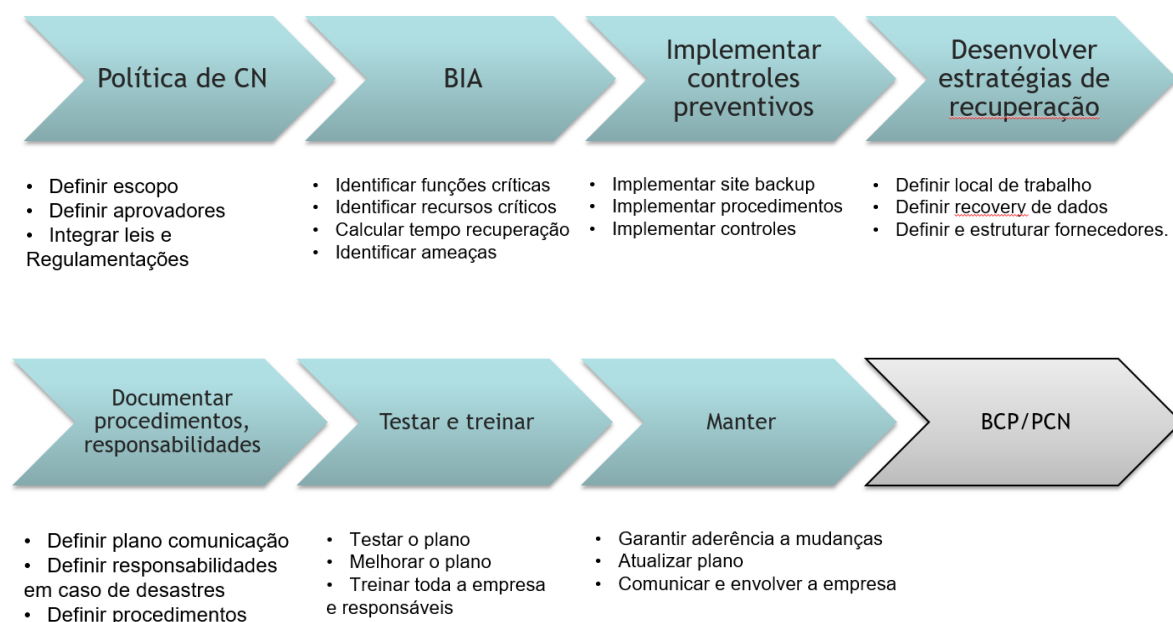 Política de CN
• Definir escopo
• Definir aprovadores
• Integrar leis e
Regulamentações
BIA
• Identificar funções críticas
• Identificar recursos críticos
• Calcular tempo recuperação
• Identificar ameaças
Implementar
controles
preventivos
• Implementar site backup
• Implementar procedimentos
• Implementar controles
Desenvolver
estratégias de
recuperação
• Definir local de trabalho
• Definir recovery de dados
• Definir e estruturar fornecedores.
Documentar
procedimentos,
responsabilidades
• Definir plano comunicação
• Definir responsabilidades
em caso de desastres
• Definir procedimentos
Testar e treinar
• Testar o plano
• Melhorar o plano
• Treinar toda a empresa
e responsáveis
Manter
• Garantir aderência a mudanças
• Atualizar plano
• Comunicar e envolver a empresa
BCP/PCN